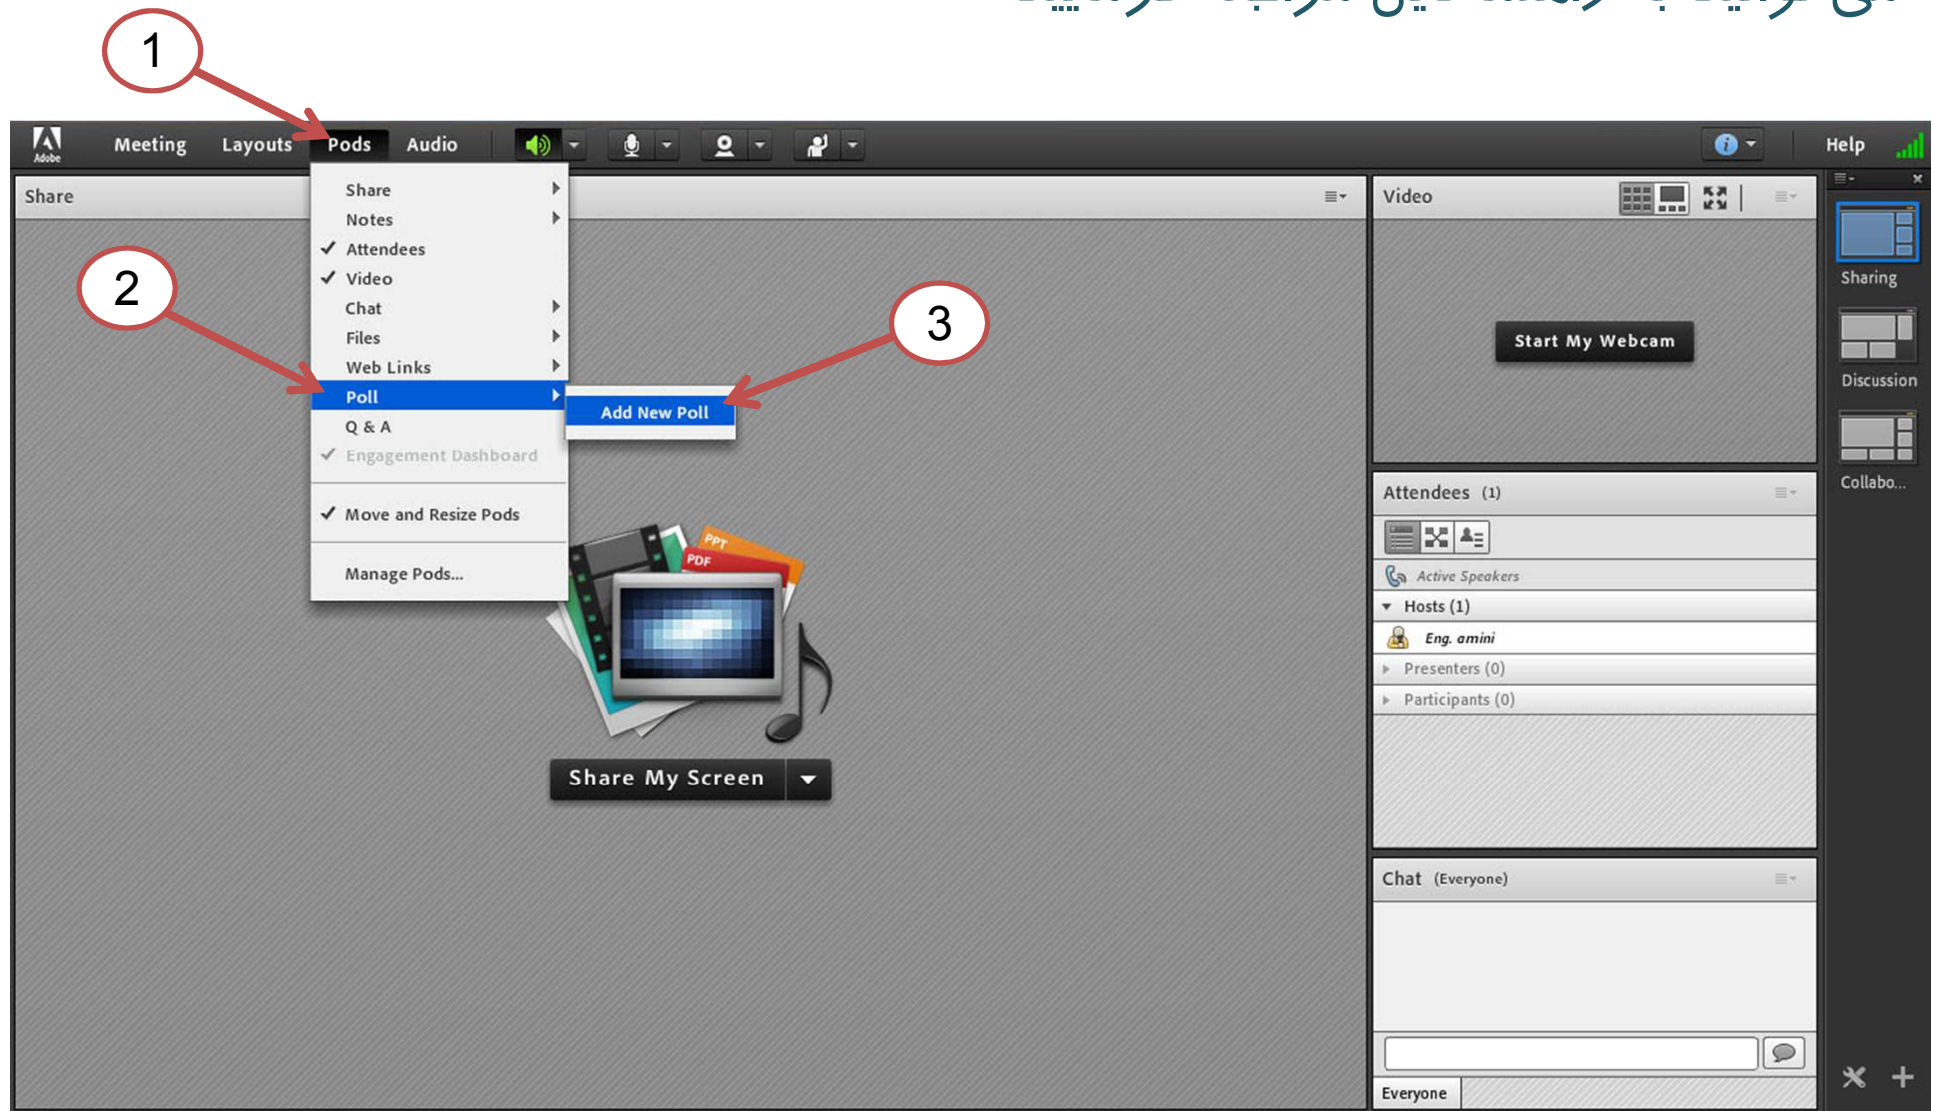 1
Adobe
Meeting
Layouts
Pods
Audio
Help
Share
Share
Notes
Attendees
Video
Chat
Files
Web Links
Poll
Add New Poll
Q & A
Engagement Dashboard
Move and Resize Pods
Manage Pods...
2
3
PPT
PDF
Share My Screen
Video
Start My Webcam
Attendees (1)
Active Speakers
Hosts (1)
Eng. amini
Presenters (0)
Participants (0)
Chat (Everyone)
Everyone
Sharing
Discussion
Collabo...